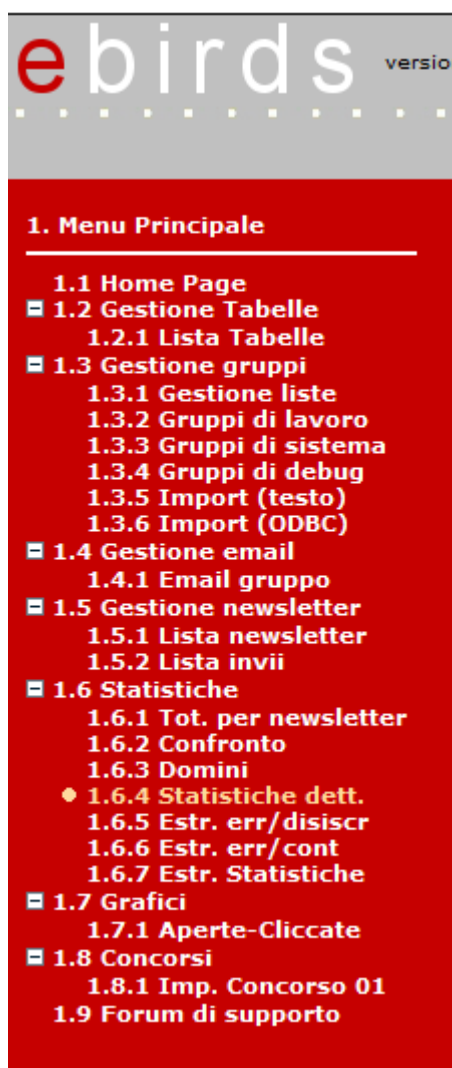 ebirds versio
1. Menu Principale
1.1 Home Page
1.2 Gestione Tabelle
1.2.1 Lista Tabelle
1.3 Gestione gruppi
1.3.1 Gestione liste
1.3.2 Gruppi di lavoro
1.3.3 Gruppi di sistema
1.3.4 Gruppi di debug
1.3.5 Import (testo)
1.3.6 Import (ODBC)
1.4 Gestione email
1.4.1 Email gruppo
1.5 Gestione newsletter
1.5.1 Lista newsletter
1.5.2 Lista invii
1.6 Statistiche
1.6.1 Tot. per newsletter
1.6.2 Confronto
1.6.3 Domini
1.6.4 Statistiche dett.
1.6.5 Estr. err/disiscr
1.6.6 Estr. err/cont
1.6.7 Estr. Statistiche
1.7 Grafici
1.7.1 Aperte-Cliccate
1.8 Concorsi
1.8.1 Imp. Concorso 01
1.9 Forum di supporto